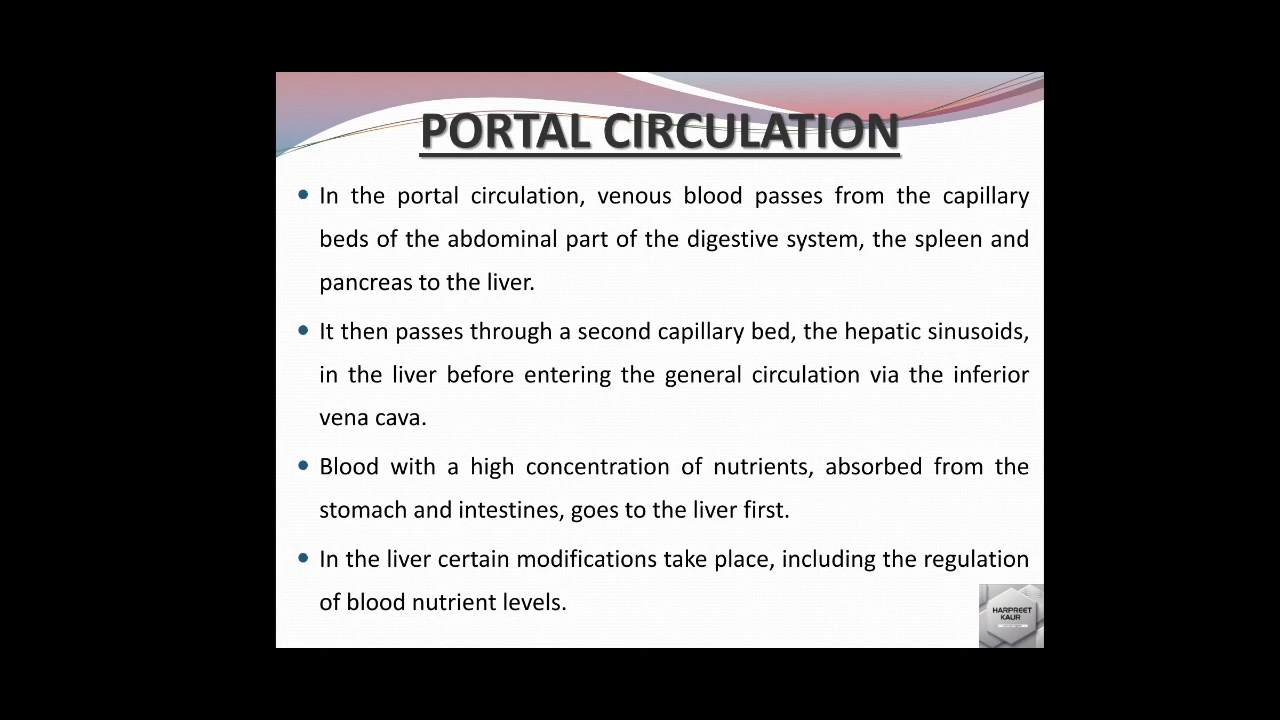 PORTAL CIRCULATION
• In the portal circulation, venous blood passes from the capillary
beds of the abdominal part of the digestive system, the spleen and
pancreas to the liver.
• It then passes through a second capillary bed, the hepatic sinusoids,
in the liver before entering the general circulation via the inferior
vena cava.
• Blood with a high concentration of nutrients, absorbed from the
stomach and intestines, goes to the liver first.
• In the liver certain modifications take place, including the regulation
of blood nutrient levels.
HARPREET
KAUR